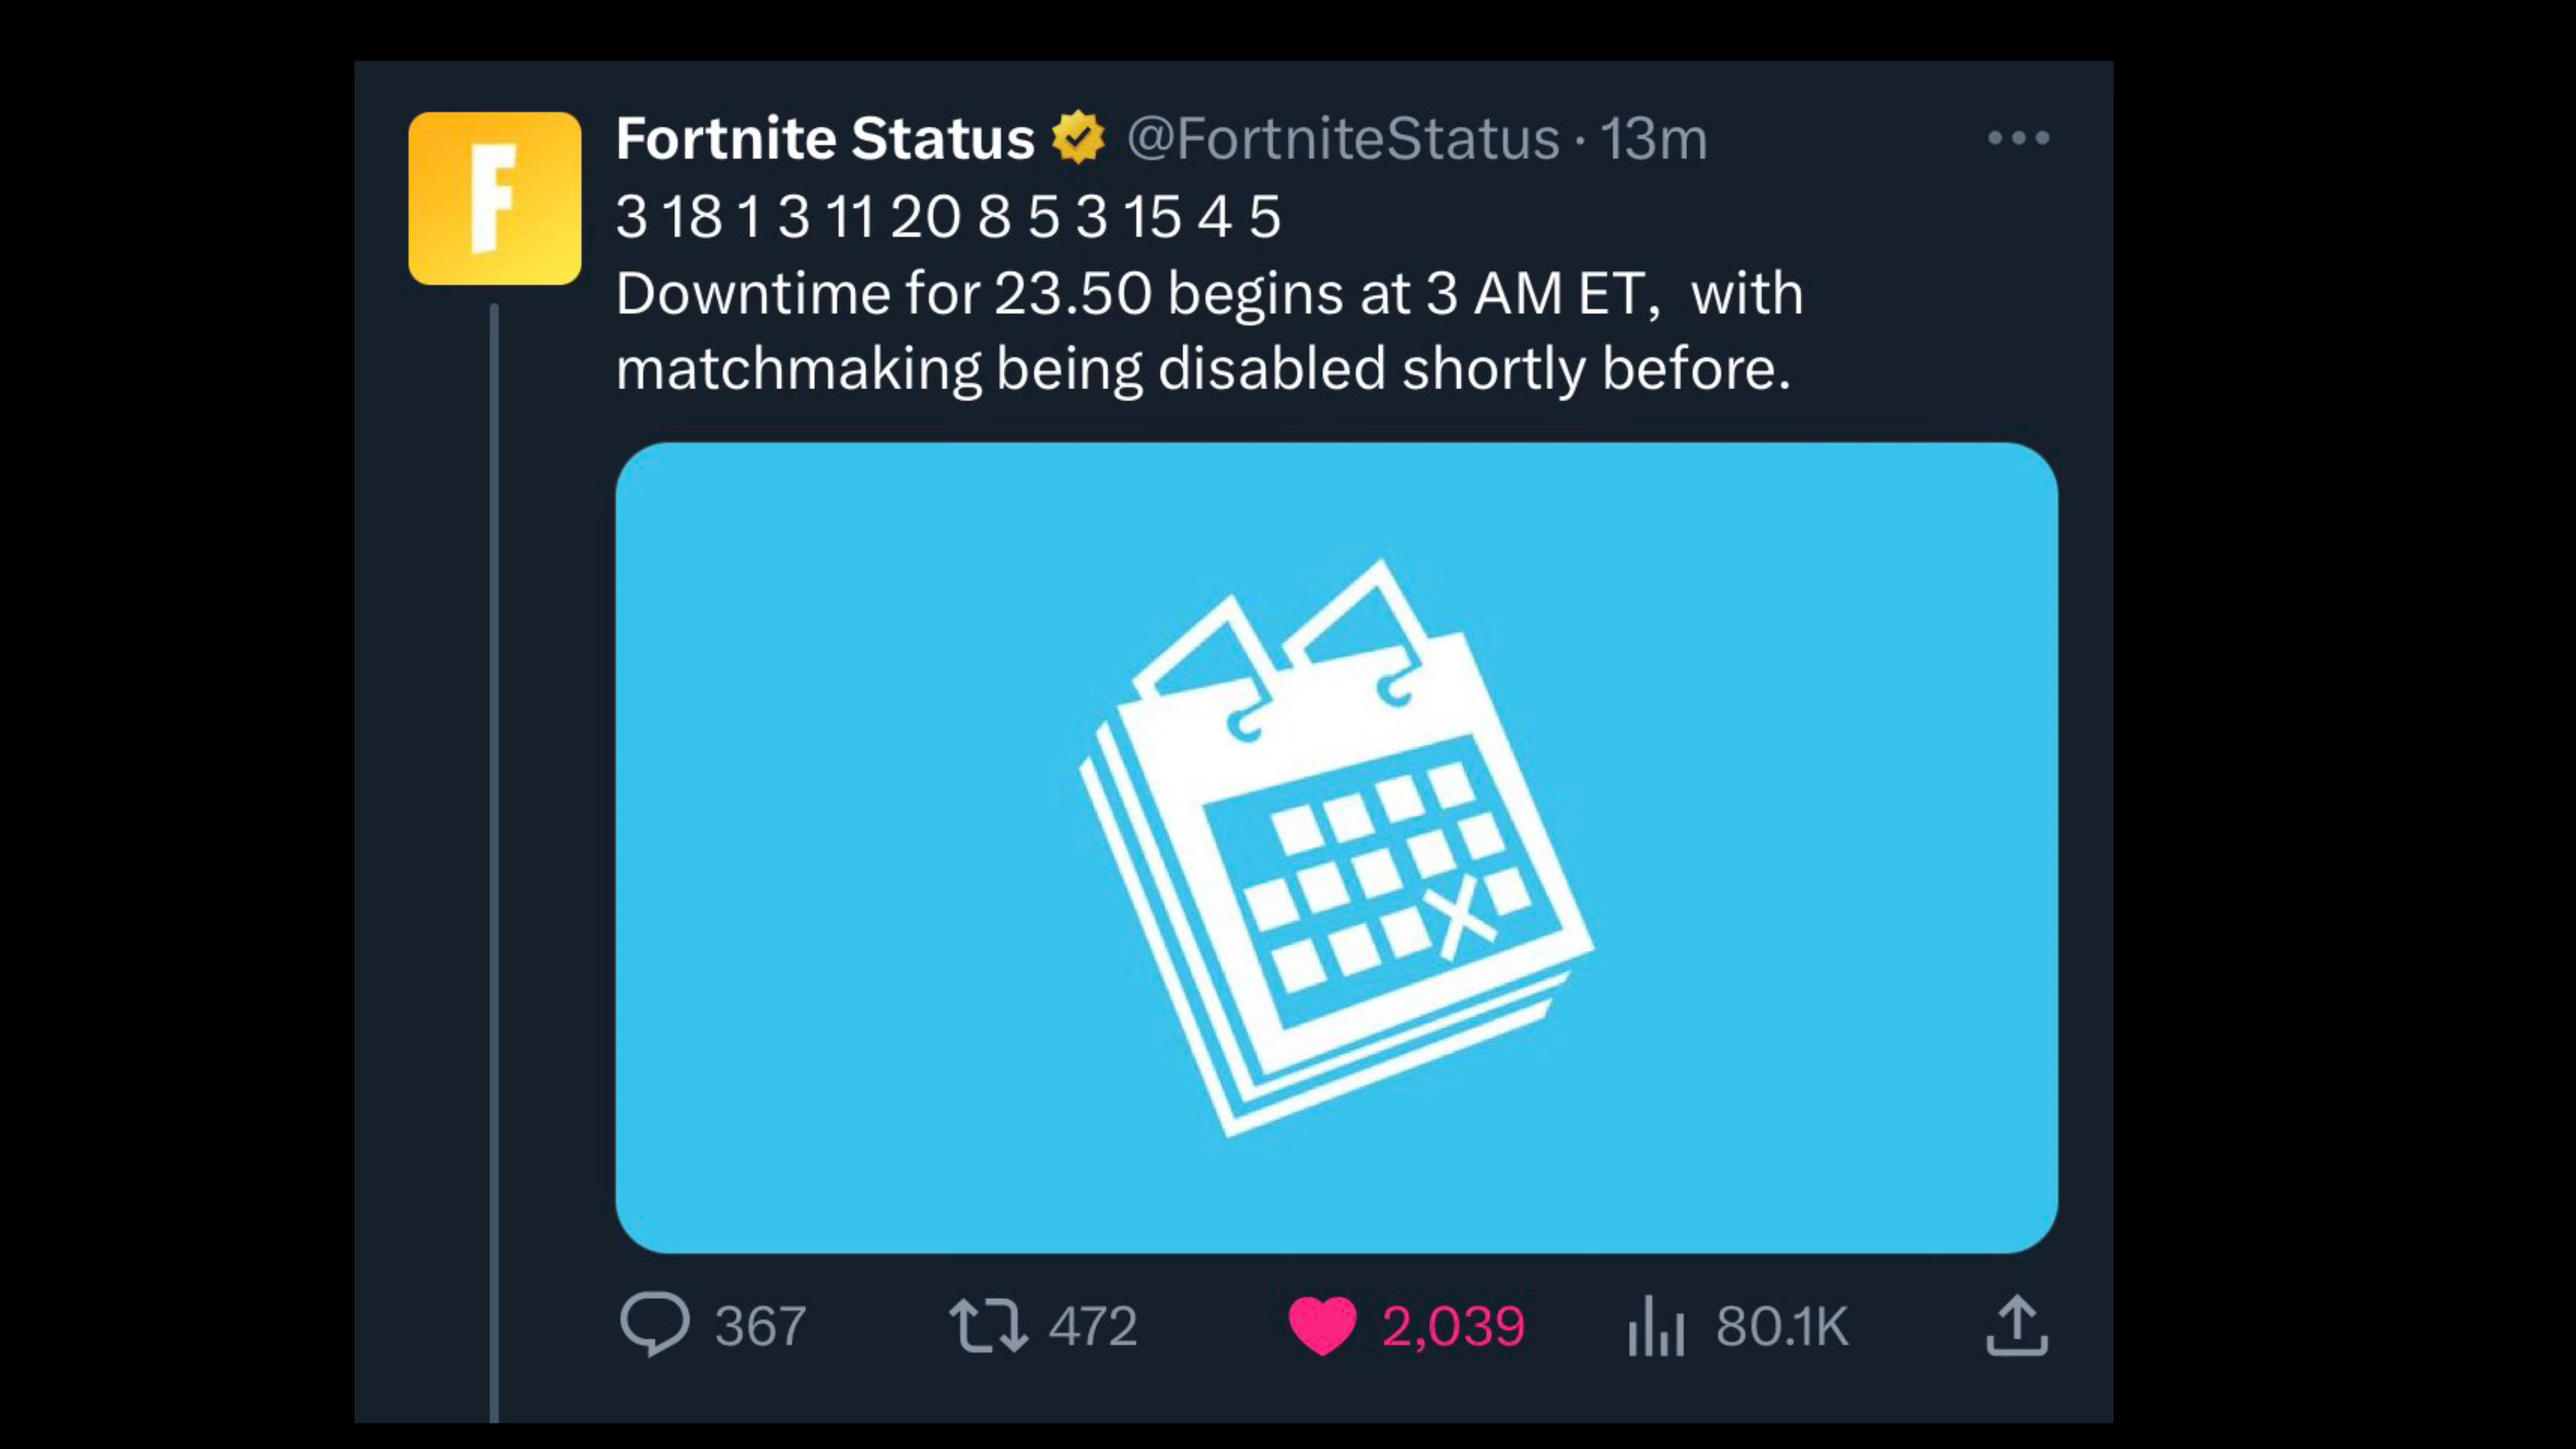 F
Fortnite Status @FortniteStatus · 13m
3 18 1 3 11 20 8 5 3 15 4 5
Downtime for 23.50 begins at 3 AM ET,  with
matchmaking being disabled shortly before.
367 472 2,039 80.1K